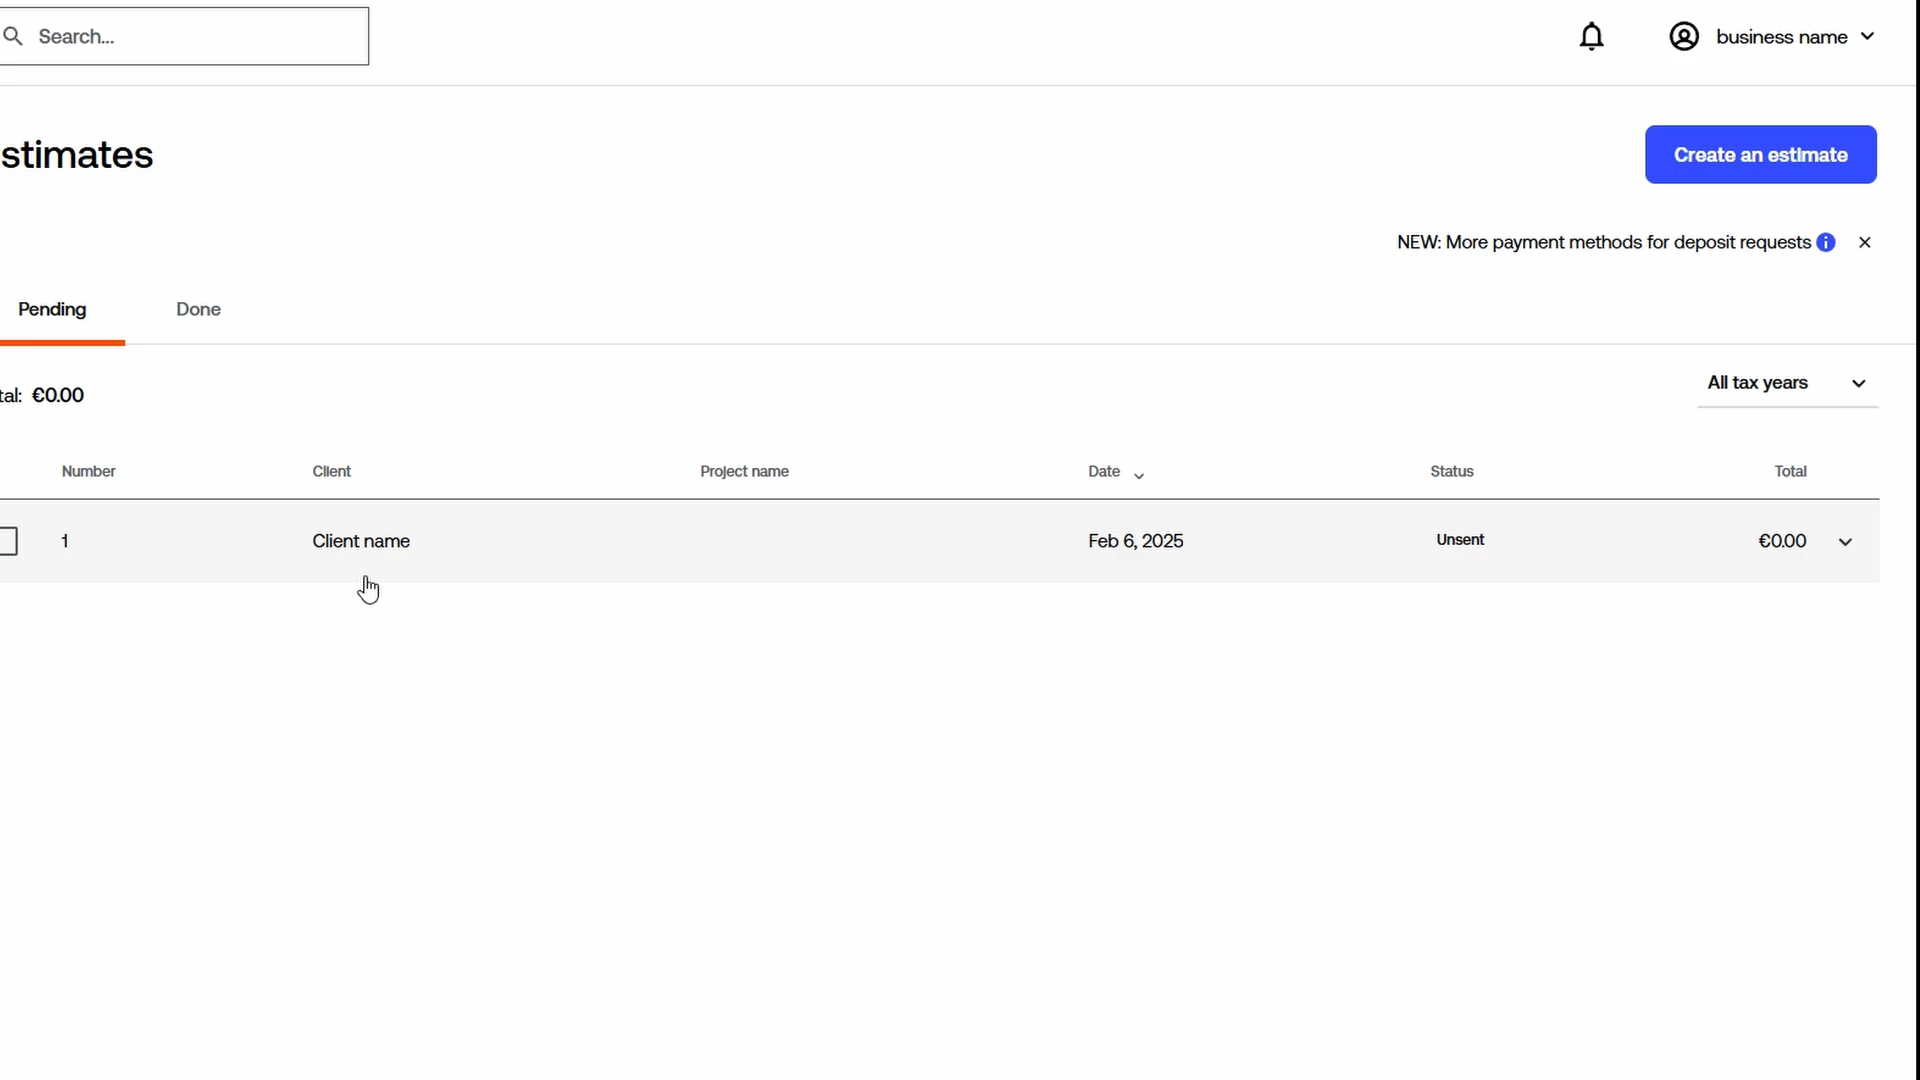 Search...
business name
stimates
Create an estimate
NEW: More payment methods for deposit requests
Pending
Done
All tax years
tal: €0.00
Number
Client
Project name
Date
Status
Total
1
Client name
Feb 6, 2025
Unsent
€0.00